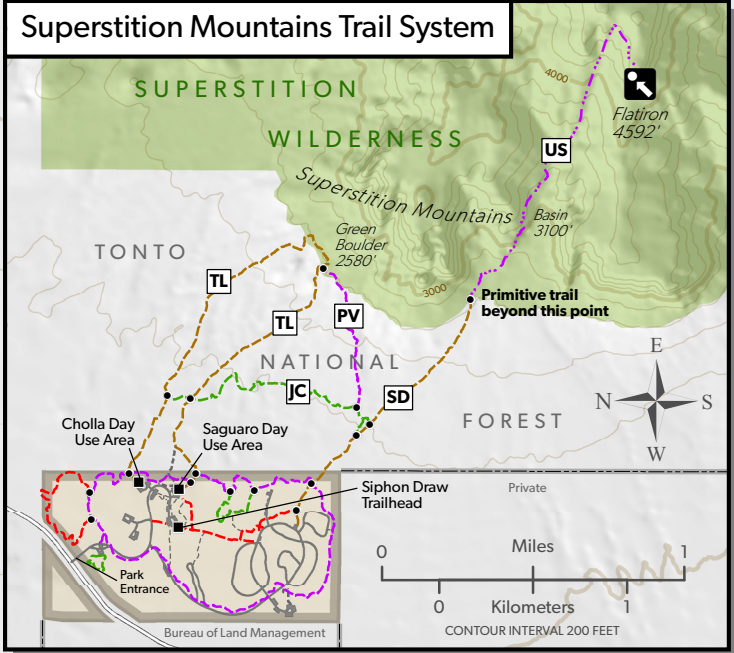 Superstition Mountains Trail System
SUPERSTITION
WILDERNESS
4000
Flatiron
4592'
US
Superstition Mountains
Basin
3100'
Green
Boulder
2580'
TONTO
TL
3000
Primitive trail
beyond this point
TL
PV
NATIONAL
JC
SD
FOREST
E
N
S
W
Cholla Day
Use Area
Saguaro Day
Use Area
Siphon Draw
Trailhead
Private
Park
Entrance
Bureau of Land Management
0
Miles
1
0
Kilometers
1
CONTOUR INTERVAL 200 FEET